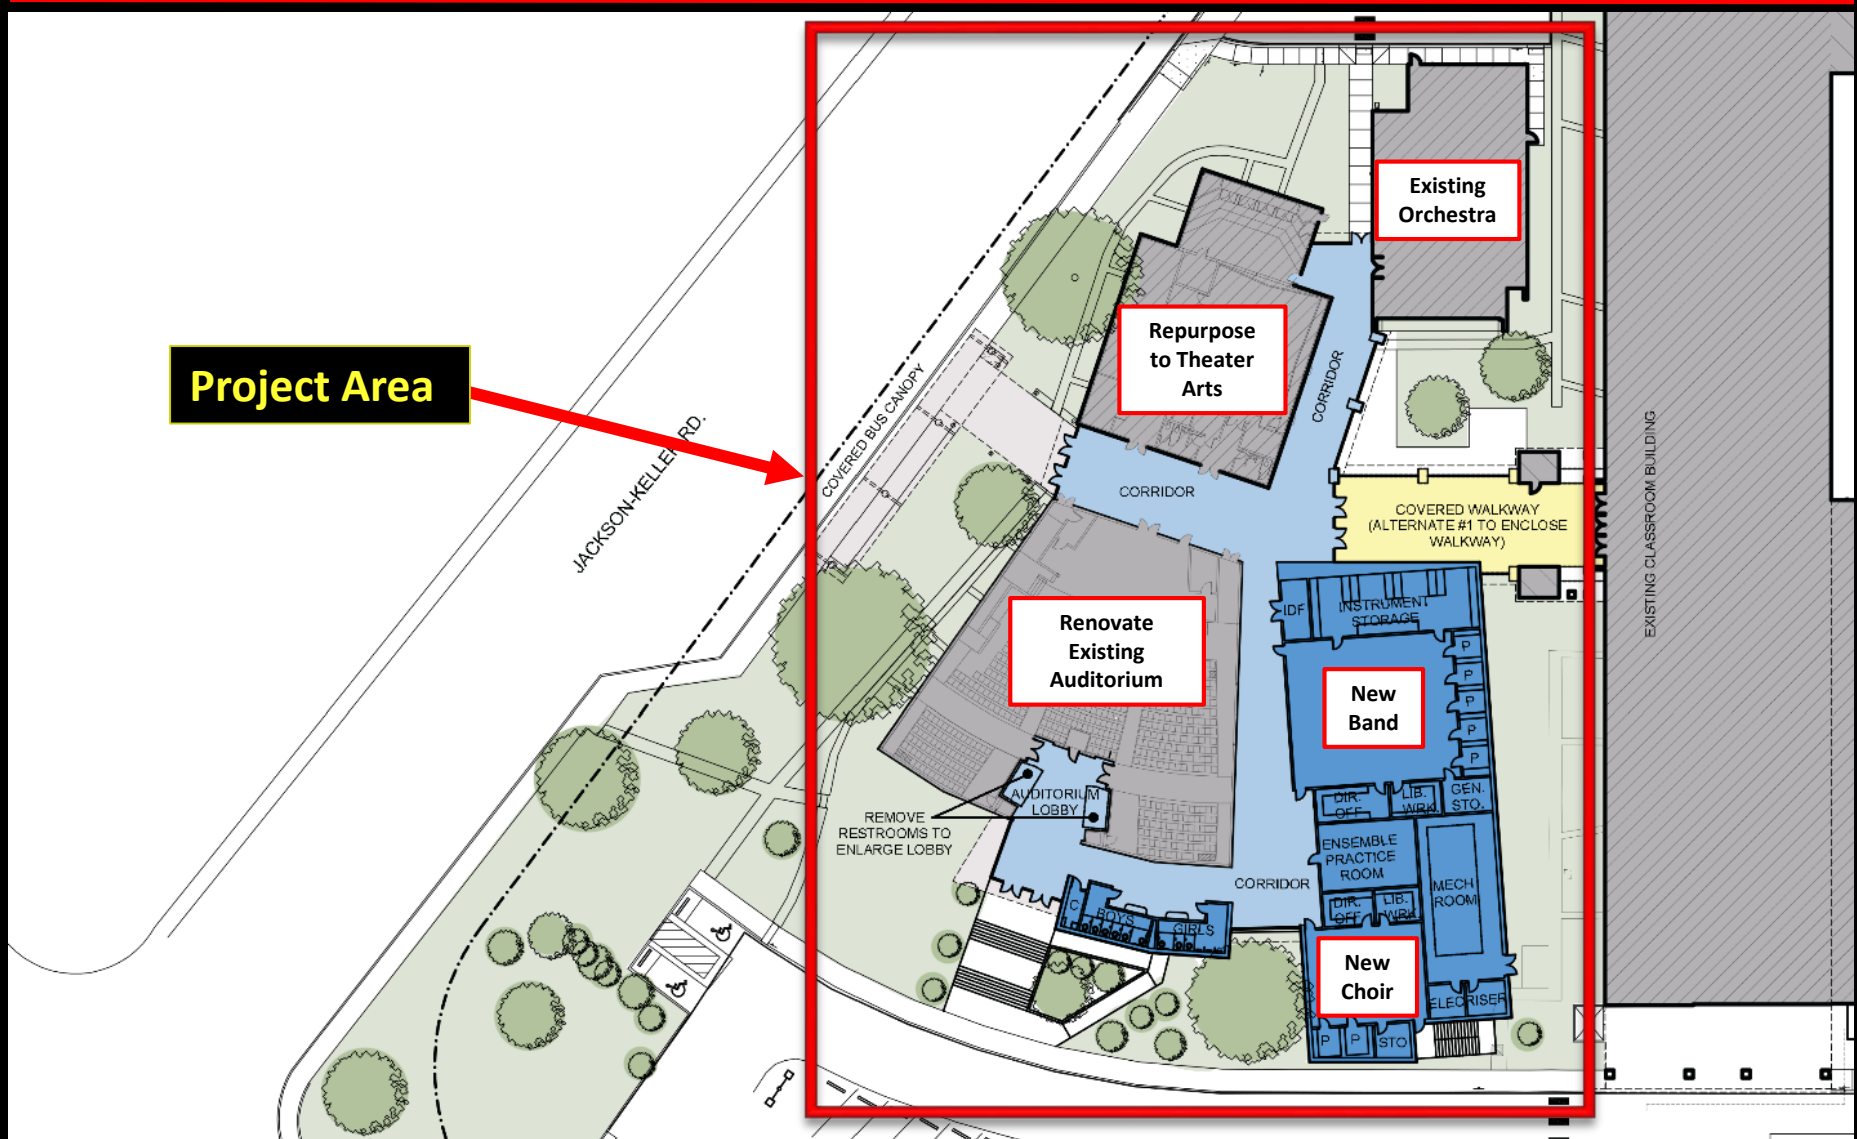 Existing
Orchestra
Repurpose
to Theater
Arts
Project Area
COVERED BUS CANOPY
JACKSON-KELLER RD.
CORRIDOR
CORRIDOR
COVERED WALKWAY
(ALTERNATE #1 TO ENCLOSE
WALKWAY)
EXISTING CLASSROOM BUILDING
IDF
INSTRUMENT
STORAGE
Renovate
Existing
Auditorium
New
Band
P
P
P
P
P
AUDITORIUM
LOBBY
REMOVE
RESTROOMS TO
ENLARGE LOBBY
DIR.
OFF
LIB.
WRK.
GEN.
STO.
ENSEMBLE
PRACTICE
ROOM
MECH
ROOM
CORRIDOR
DIR.
OFF
LIB.
WRK
C
BOYS
GIRLS
New
Choir
ELEC
RISER
P
P
STO